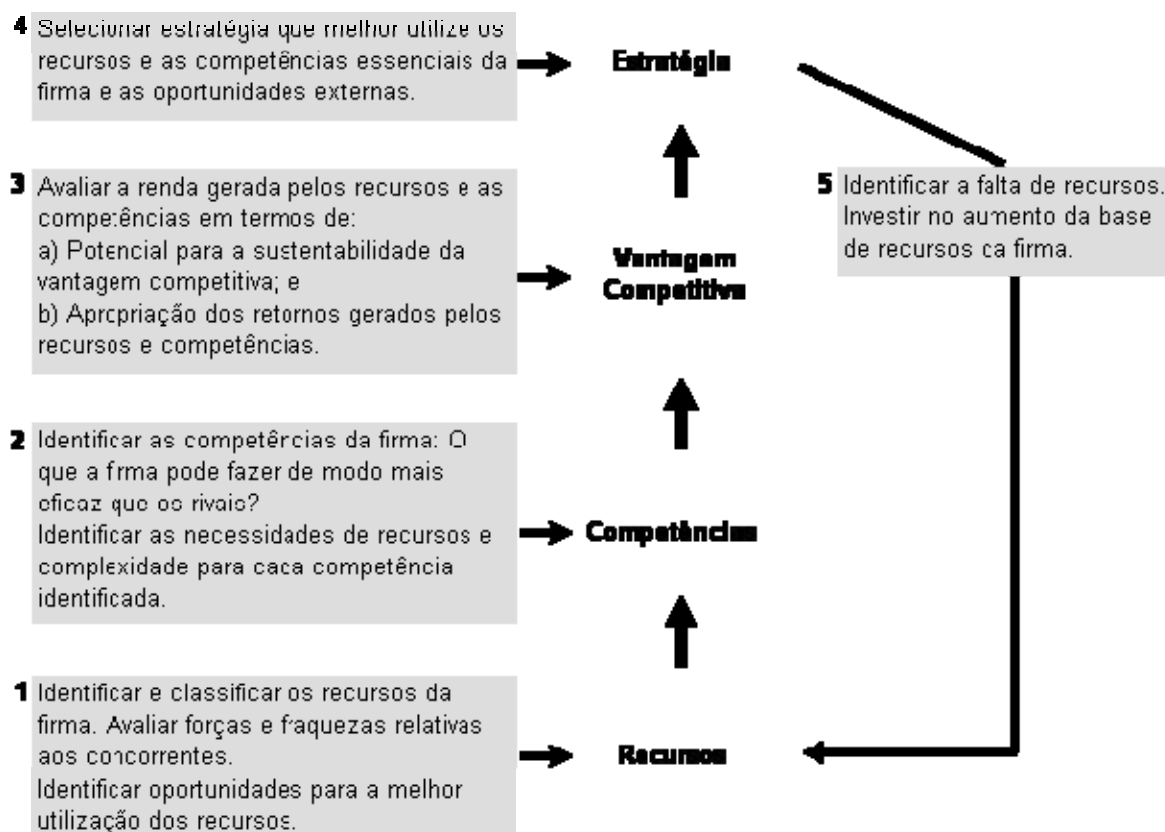 4 Selecionar estratégia que melhor utilize os
recursos e as competências essenciais da
firma e as oportunidades externas.
Estratégia
3 Avaliar a renda gerada pelos recursos e as
competências em termos de:
a) Potencial para a sustentabilidade da
vantagem competitiva; e
b) Apropriação dos retornos gerados pelos
recursos e competências.
Vantagem
Competitiva
5 Identificar a falta de recursos.
Investir no aumento da base
de recursos da firma.
2 Identificar as competências da firma: O
que a firma pode fazer de modo mais
eficaz que os rivais?
Identificar as necessidades de recursos e
complexidade para cada competência
identificada.
Competências
1 Identificar e classificar os recursos da
firma. Avaliar forças e fraquezas relativas
aos concorrentes.
Identificar oportunidades para a melhor
utilização dos recursos.
Recursos